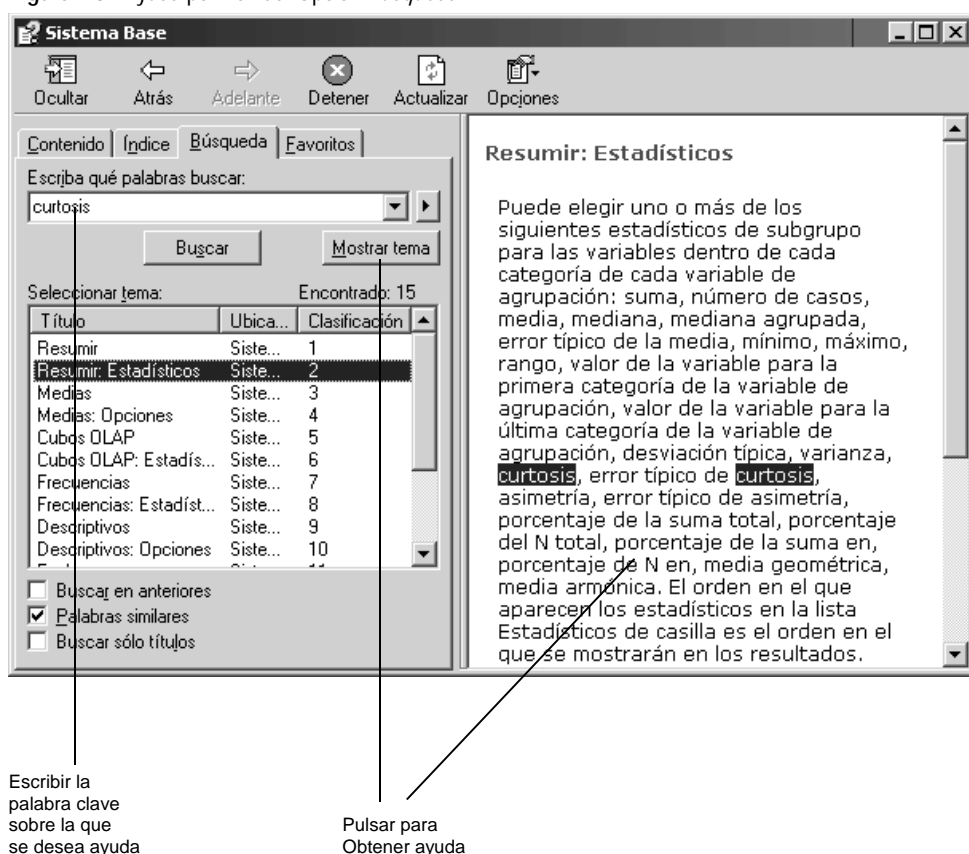 Sistema Base
Ocultar Atrás Adelante Detener Actualizar Opciones
Contenido Índice Búsqueda Favoritos
Escriba qué palabras buscar:
curtosis
Buscar Mostrar tema
Seleccionar tema: Encontrado: 15
Título Ubica... Clasificación
Resumir Siste... 1
Resumir: Estadísticos Siste... 2
Medias Siste... 3
Medias: Opciones Siste... 4
Cubos OLAP Siste... 5
Cubos OLAP: Estadís... Siste... 6
Frecuencias Siste... 7
Frecuencias: Estadíst... Siste... 8
Descriptivos Siste... 9
Descriptivos: Opciones Siste... 10
Buscar en anteriores
Palabras similares
Buscar sólo títulos
Resumir: Estadísticos
Puede elegir uno o más de los
siguientes estadísticos de subgrupo
para las variables dentro de cada
categoría de cada variable de
agrupación: suma, número de casos,
media, mediana, mediana agrupada,
error típico de la media, mínimo, máximo,
rango, valor de la variable para la
primera categoría de la variable de
agrupación, valor de la variable para la
última categoría de la variable de
agrupación, desviación típica, varianza,
curtosis, error típico de curtosis,
asimetría, error típico de asimetría,
porcentaje de la suma total, porcentaje
del N total, porcentaje de la suma en,
porcentaje de N en, media geométrica,
media armónica. El orden en el que
aparecen los estadísticos en la lista
Estadísticos de casilla es el orden en el
que se mostrarán en los resultados.
Escribir la
palabra clave
sobre la que
se desea ayuda
Pulsar para
Obtener ayuda